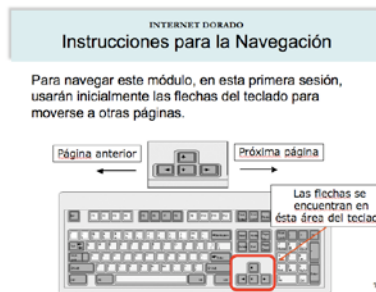 INTERNET DORADO
Instrucciones para la Navegación
Para navegar este módulo, en esta primera sesión,
usarán inicialmente las flechas del teclado para
moverse a otras páginas.
Página anterior
Próxima página
Las flechas se
encuentran en
ésta área del teclad